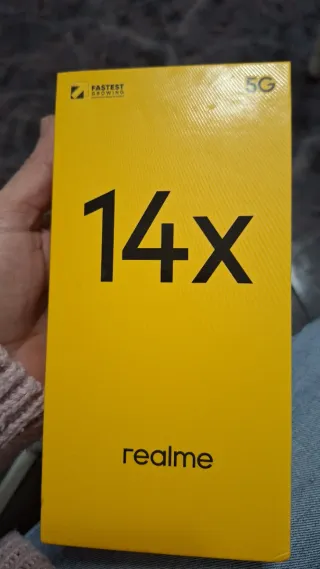 FASTEST
GROWING
5G
14x
realme